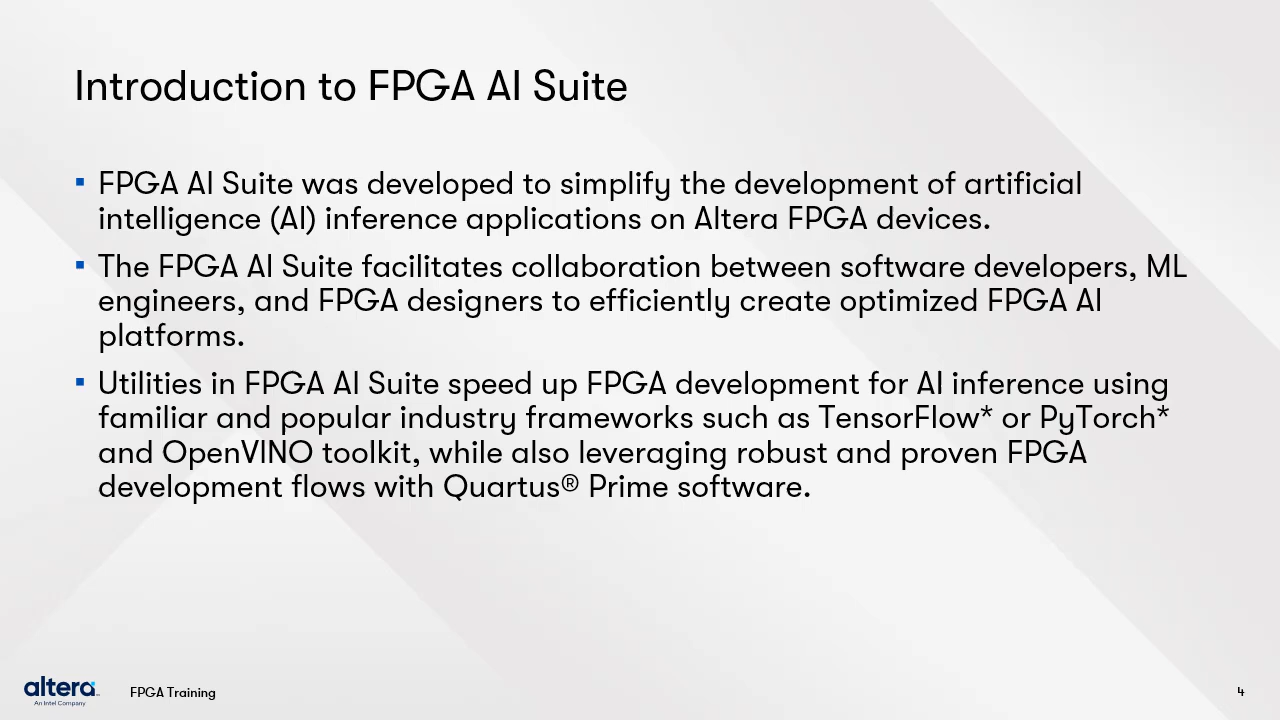 Introduction to FPGA AI Suite
▪ FPGA AI Suite was developed to simplify the development of artificial
intelligence (AI) inference applications on Altera FPGA devices.
▪ The FPGA AI Suite facilitates collaboration between software developers, ML
engineers, and FPGA designers to efficiently create optimized FPGA AI
platforms.
▪ Utilities in FPGA AI Suite speed up FPGA development for AI inference using
familiar and popular industry frameworks such as TensorFlow* or PyTorch*
and OpenVINO toolkit, while also leveraging robust and proven FPGA
development flows with Quartus® Prime software.
altera
An Intel Company
FPGA Training
4